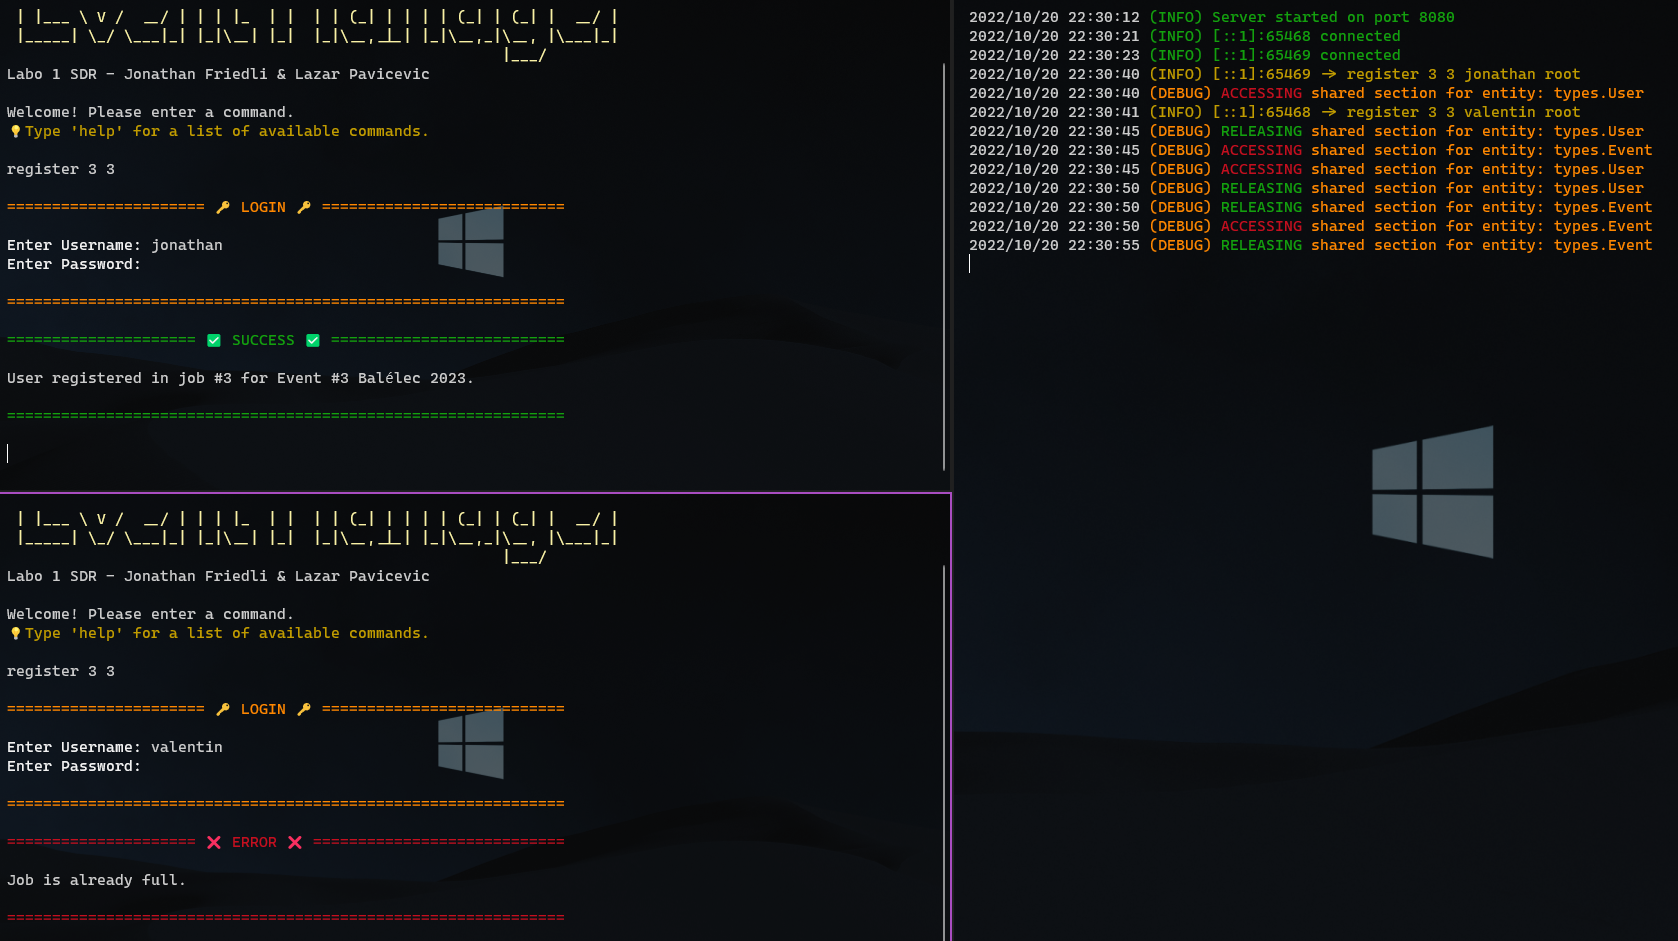 | |___ \ V /  __/ | | | |_  | |  | | (_| | | | | (_| | (_| |  __/ |
|_____| \_/ \___|_| |_|\__| |_|  |_|\__,_|_| |_|\__,_|\__, |\___|_|
|___/
Labo 1 SDR - Jonathan Friedli & Lazar Pavicevic
Welcome! Please enter a command.
💡Type 'help' for a list of available commands.
register 3 3
====================== 🔑 LOGIN 🔑 ===========================
Enter Username: jonathan
Enter Password:
==============================================================
===================== ✅ SUCCESS ✅ ==========================
User registered in job #3 for Event #3 Balélec 2023.
==============================================================
| |___ \ V /  __/ | | | |_  | |  | | (_| | | | | (_| | (_| |  __/ |
|_____| \_/ \___|_| |_|\__| |_|  |_|\__,_|_| |_|\__,_|\__, |\___|_|
|___/
Labo 1 SDR - Jonathan Friedli & Lazar Pavicevic
Welcome! Please enter a command.
💡Type 'help' for a list of available commands.
register 3 3
====================== 🔑 LOGIN 🔑 ===========================
Enter Username: valentin
Enter Password:
==============================================================
===================== ❌ ERROR ❌ ============================
Job is already full.
==============================================================
2022/10/20 22:30:12 (INFO) Server started on port 8080
2022/10/20 22:30:21 (INFO) [::1]:65468 connected
2022/10/20 22:30:23 (INFO) [::1]:65469 connected
2022/10/20 22:30:40 (INFO) [::1]:65469 -> register 3 3 jonathan root
2022/10/20 22:30:40 (DEBUG) ACCESSING shared section for entity: types.User
2022/10/20 22:30:41 (INFO) [::1]:65468 -> register 3 3 valentin root
2022/10/20 22:30:45 (DEBUG) RELEASING shared section for entity: types.User
2022/10/20 22:30:45 (DEBUG) ACCESSING shared section for entity: types.Event
2022/10/20 22:30:45 (DEBUG) ACCESSING shared section for entity: types.User
2022/10/20 22:30:50 (DEBUG) RELEASING shared section for entity: types.User
2022/10/20 22:30:50 (DEBUG) RELEASING shared section for entity: types.Event
2022/10/20 22:30:50 (DEBUG) ACCESSING shared section for entity: types.Event
2022/10/20 22:30:55 (DEBUG) RELEASING shared section for entity: types.Event